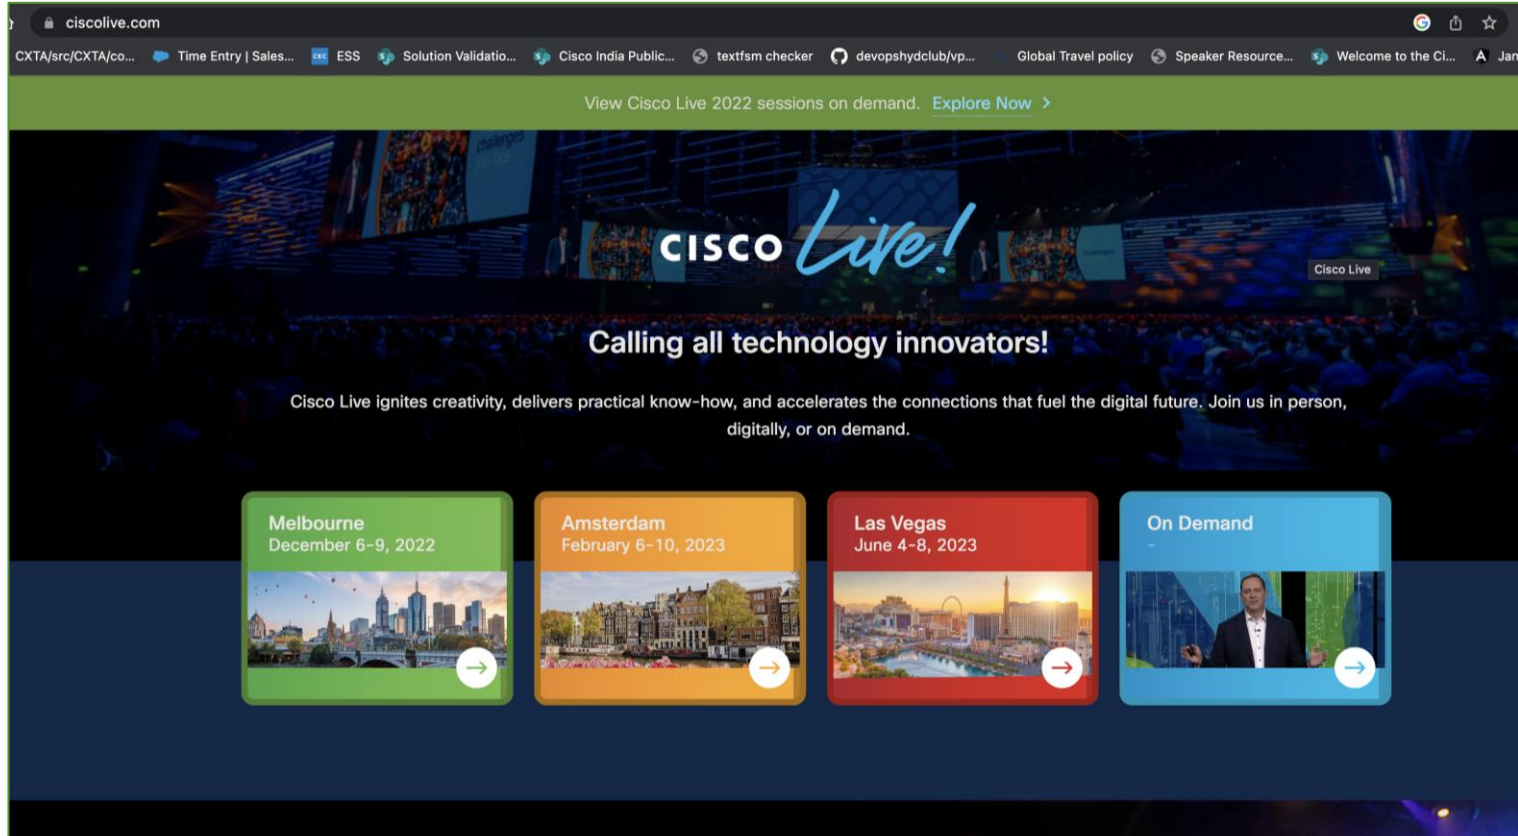 ciscolive.com
CXTA/src/CXTA/co... Time Entry | Sales... CEC ESS Solution Validatio... Cisco India Public... textfsm checker devopshydclub/vp... Global Travel policy Speaker Resource... Welcome to the Ci... Jan
View Cisco Live 2022 sessions on demand. Explore Now >
challenges
CISCO Live!
Cisco Live
Calling all technology innovators!
Cisco Live ignites creativity, delivers practical know-how, and accelerates the connections that fuel the digital future. Join us in person,
digitally, or on demand.
Melbourne
December 6-9, 2022
Amsterdam
February 6-10, 2023
Las Vegas
June 4-8, 2023
On Demand
–